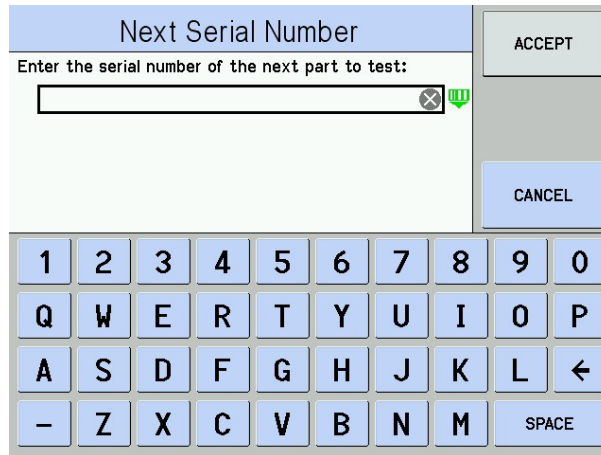 Next Serial Number
ACCEPT
Enter the serial number of the next part to test:
CANCEL
1 2 3 4 5 6 7 8 9 0
Q W E R T Y U I O P
A S D F G H J K L ←
– Z X C V B N M SPACE